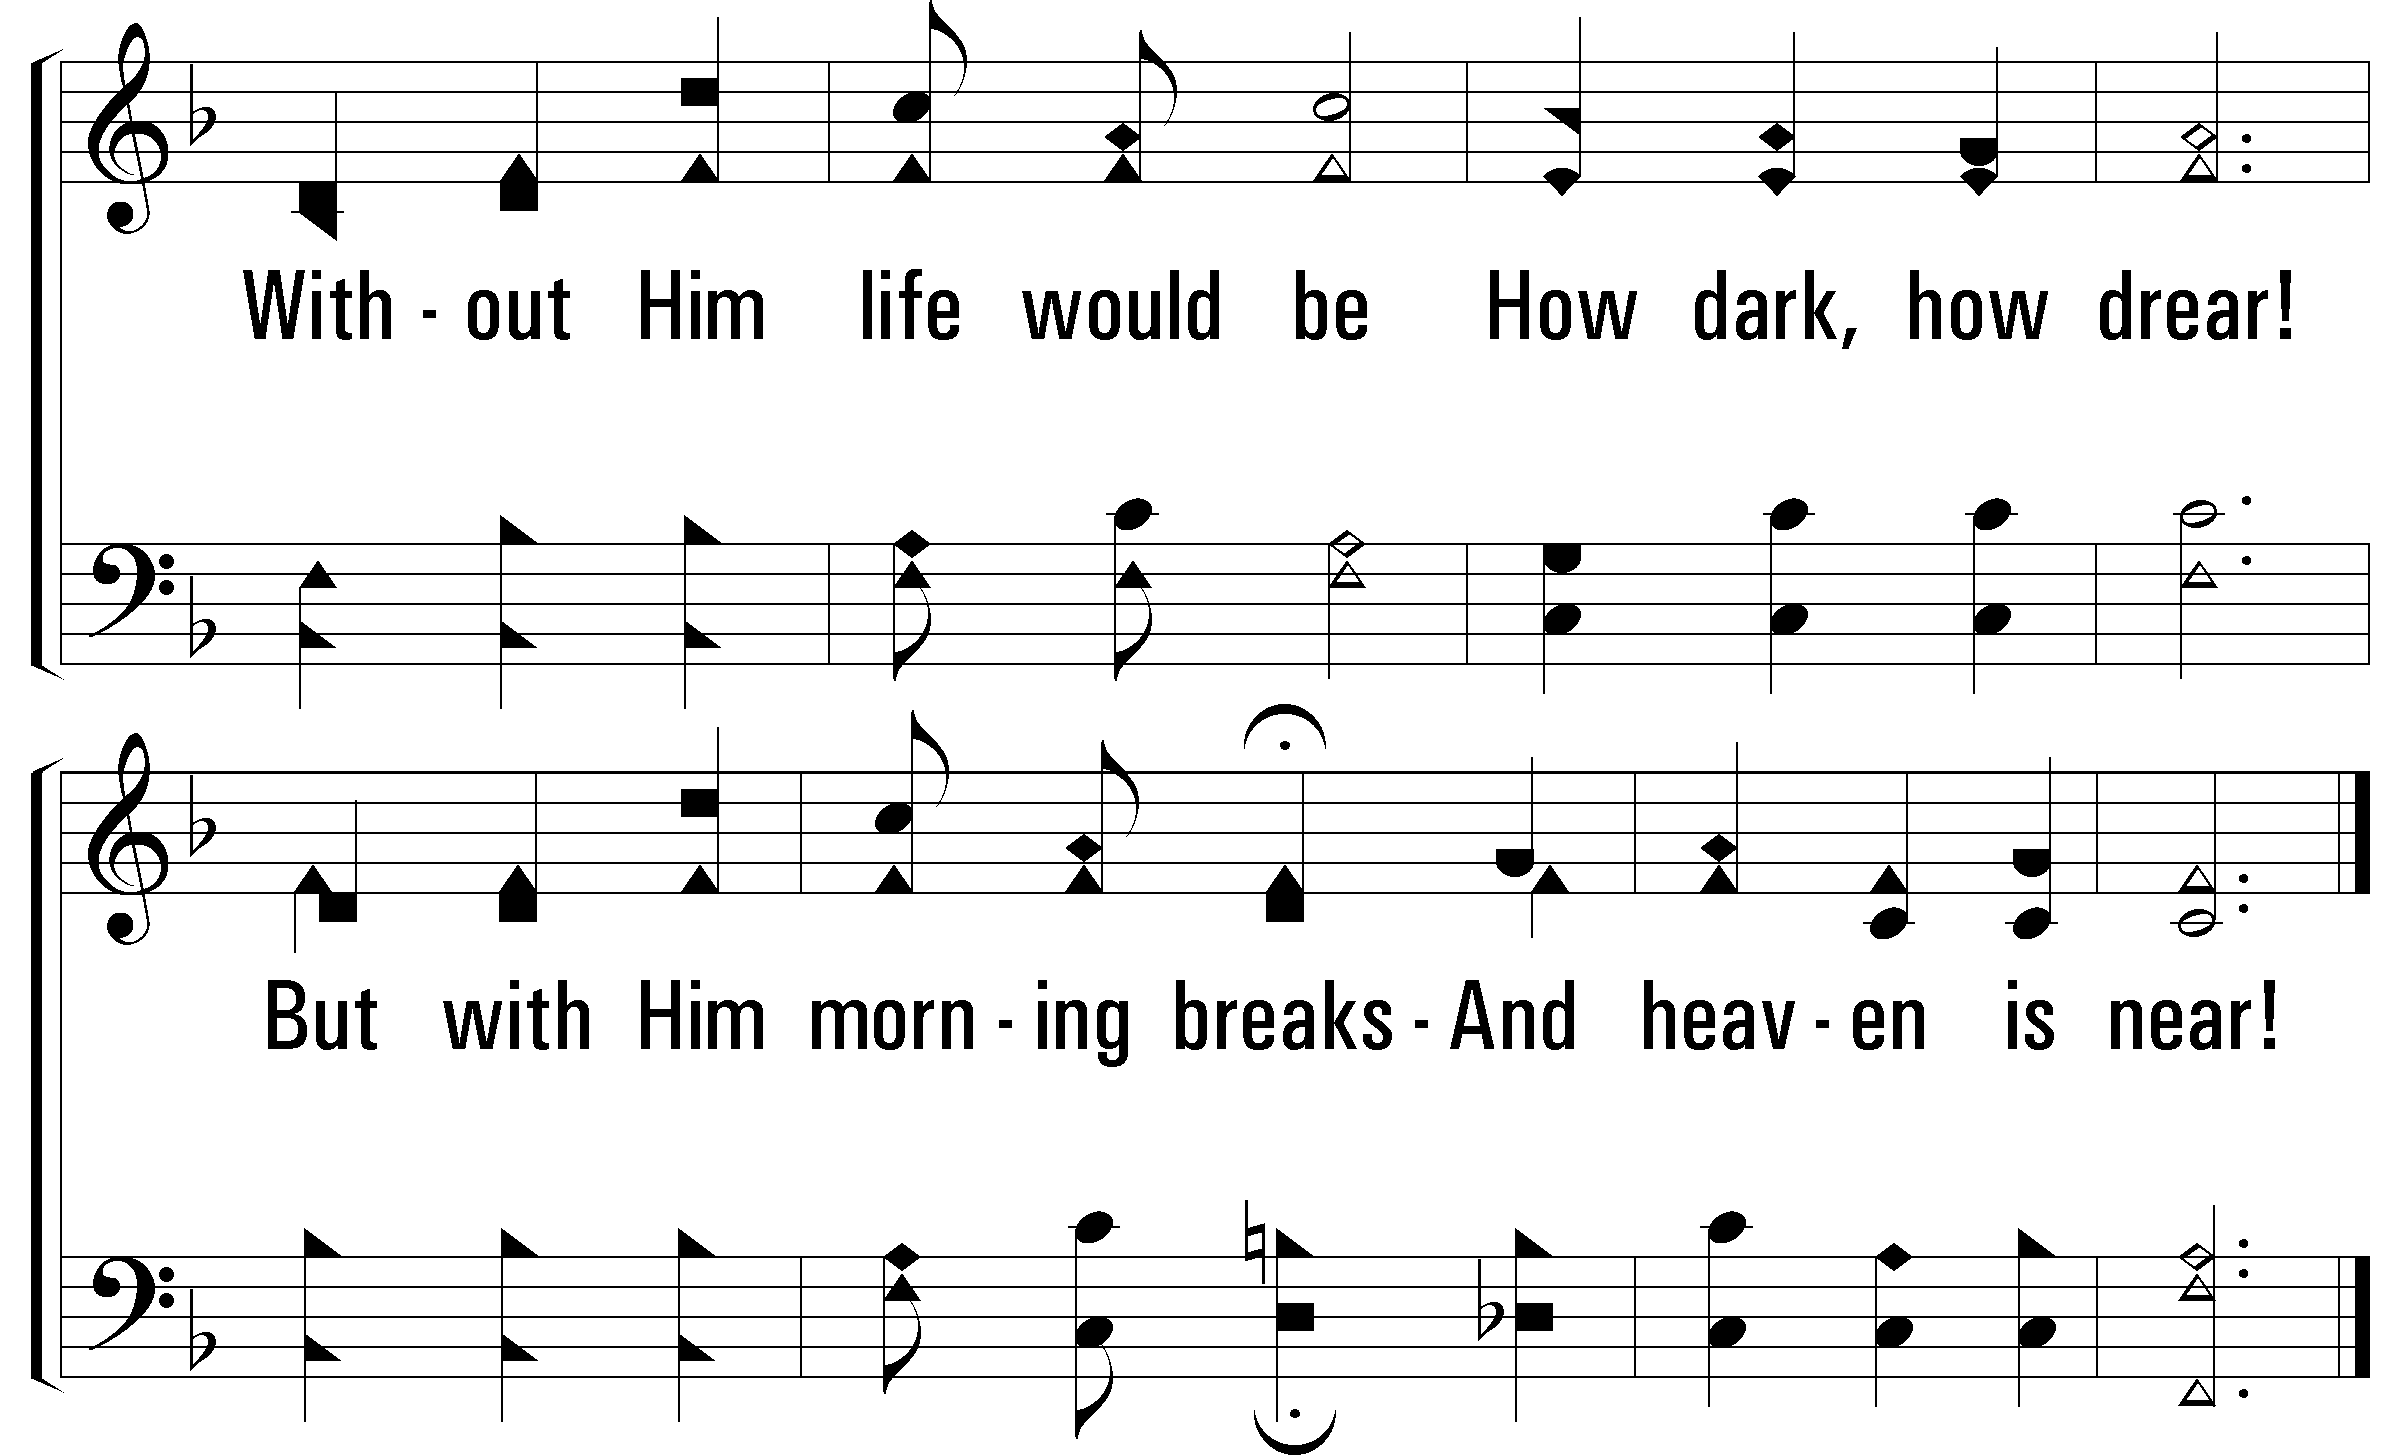 With - out Him life would be How dark, how drear!
But with Him morn - ing breaks - And heav - en is near!